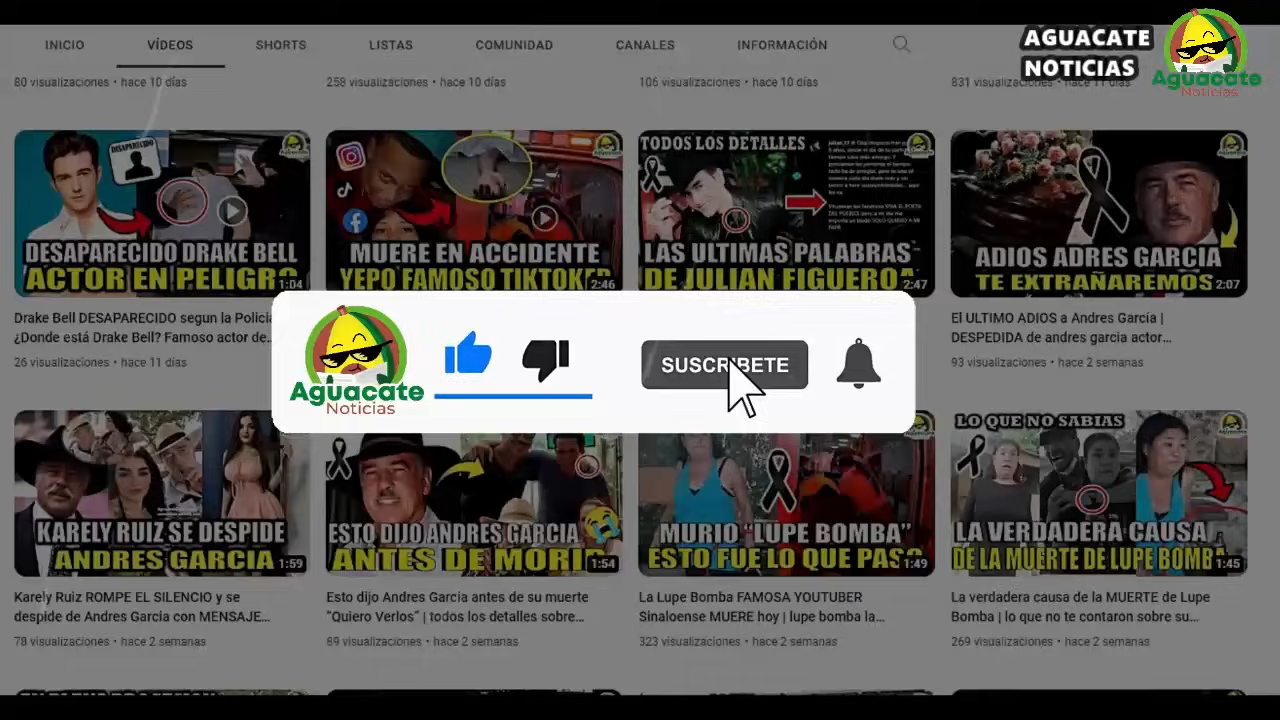 INICIO VÍDEOS SHORTS LISTAS COMUNIDAD CANALES INFORMACIÓN
AGUACATE
NOTICIAS
Aguacate
Noticias
80 visualizaciones • hace 10 días
258 visualizaciones • hace 10 días
106 visualizaciones • hace 10 días
831 visualizaciones • hace 11 días
DESAPARECIDO
DESAPARECIDO DRAKE BELL
ACTOR EN PELIGRO
1:04
Drake Bell DESAPARECIDO segun la Policía
¿Donde está Drake Bell? Famoso actor de...
26 visualizaciones • hace 11 días
MUERE EN ACCIDENTE
YEPO FAMOSO TIKTOKER
2:46
TODOS LOS DETALLES
LAS ULTIMAS PALABRAS
DE JULIAN FIGUEROA
2:47
ADIOS ADRES GARCIA
TE EXTRAÑAREMOS
2:07
El ULTIMO ADIOS a Andres García |
DESPEDIDA de andres garcia actor...
93 visualizaciones • hace 2 semanas
Aguacate
Noticias
SUSCRIBETE
KARELY RUIZ SE DESPIDE
ANDRES GARCIA
1:59
Karely Ruiz ROMPE EL SILENCIO y se
despide de Andres Garcia con MENSAJE...
78 visualizaciones • hace 2 semanas
ESTO DIJO ANDRES GARCIA
ANTES DE MORIR
1:54
Esto dijo Andres Garcia antes de su muerte
"Quiero Verlos" | todos los detalles sobre...
89 visualizaciones • hace 2 semanas
MURIO "LUPE BOMBA"
ESTO FUE LO QUE PASO
1:49
La Lupe Bomba FAMOSA YOUTUBER
Sinaloense MUERE hoy | lupe bomba la...
323 visualizaciones • hace 2 semanas
LO QUE NO SABIAS
LA VERDADERA CAUSA
DE LA MUERTE DE LUPE BOMBA
1:45
La verdadera causa de la MUERTE de Lupe
Bomba | lo que no te contaron sobre su...
269 visualizaciones • hace 2 semanas